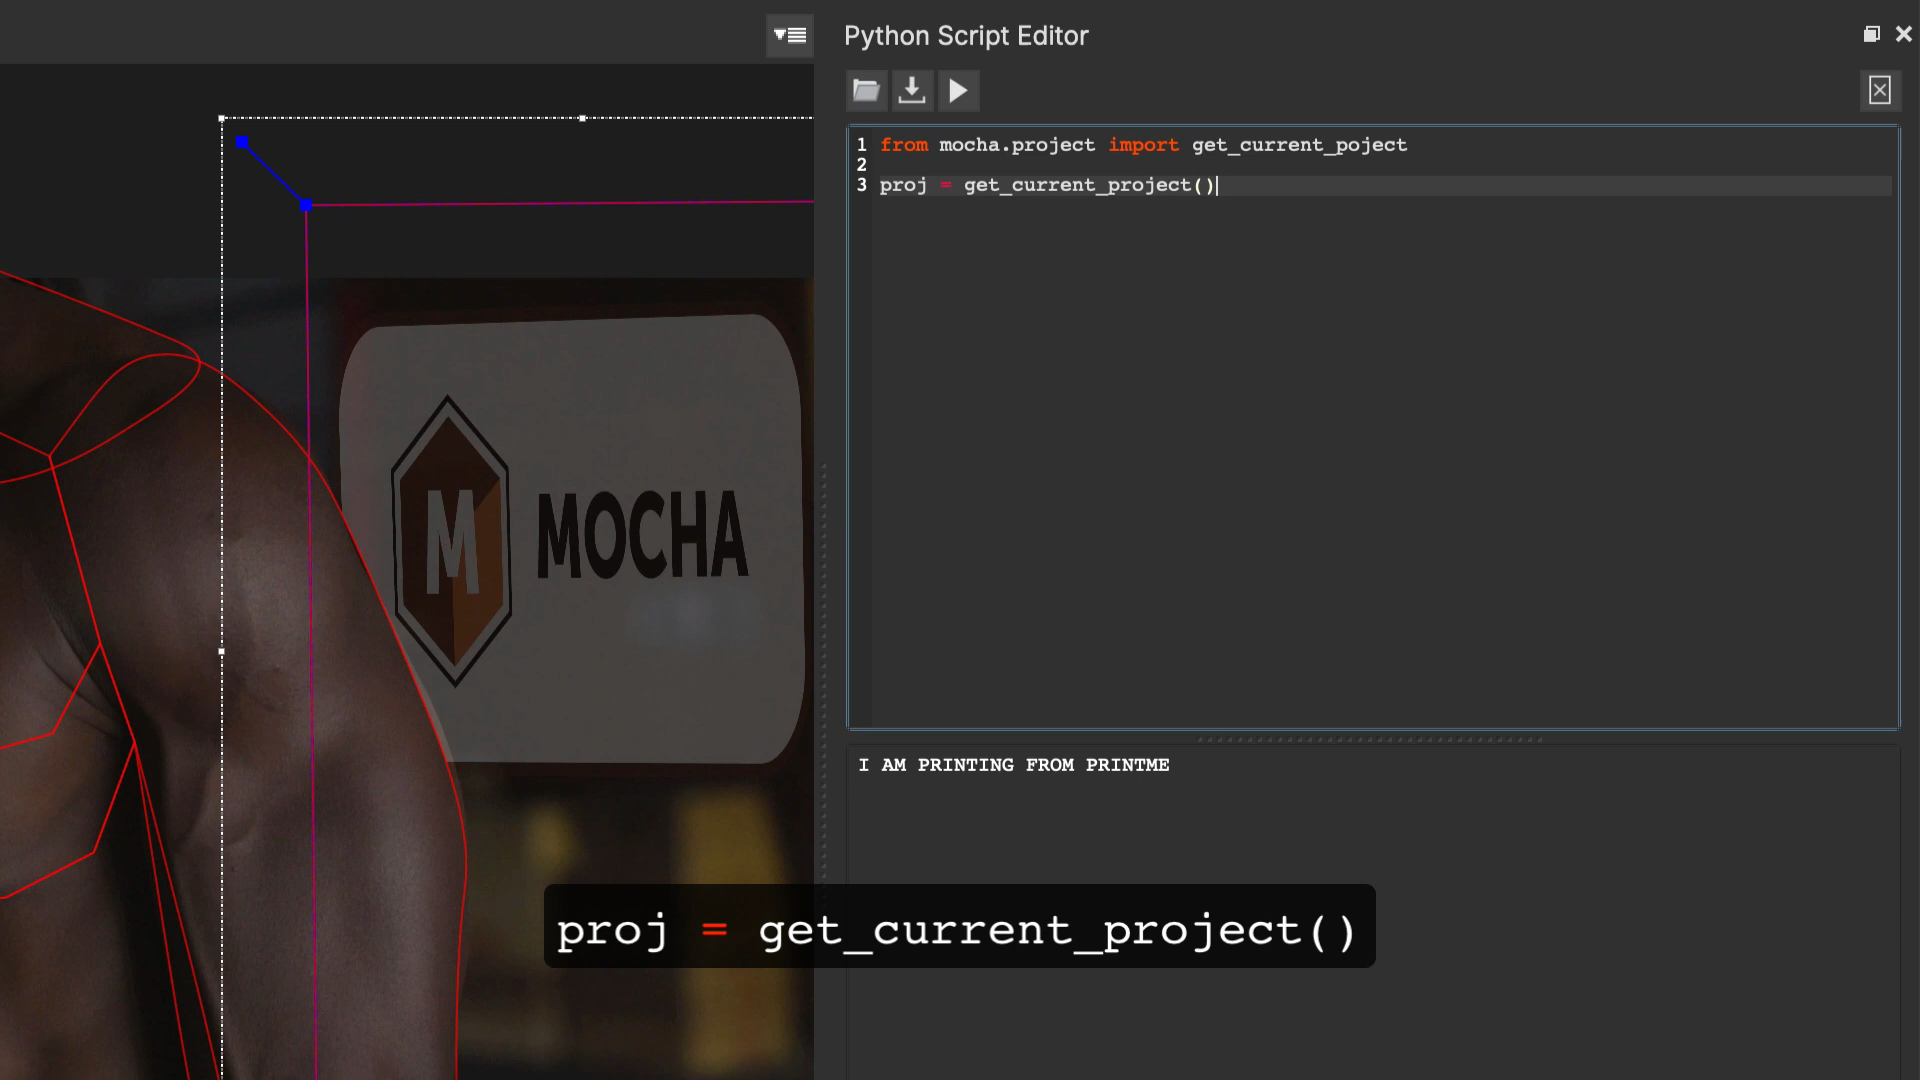 Python Script Editor
1 from mocha.project import get_current_poject
2
3 proj = get_current_project()
M MOCHA
I AM PRINTING FROM PRINTME
proj = get_current_project()